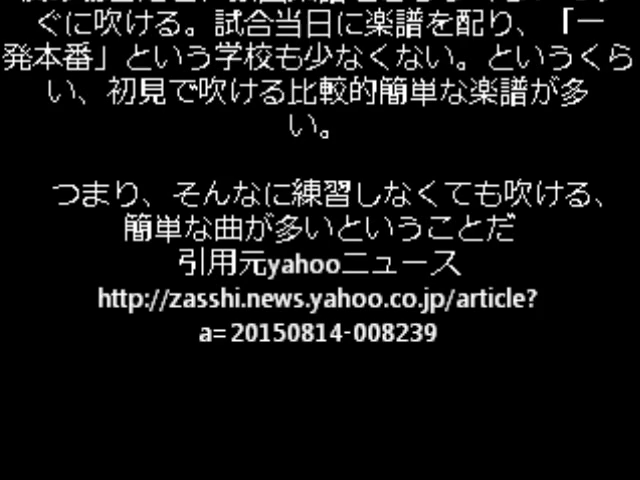 ぐに吹ける。試合当日に楽譜を配り、「一
発本番」という学校も少なくない。というくら
い、初見で吹ける比較的簡単な楽譜が多
い。
つまり、そんなに練習しなくても吹ける、
簡単な曲が多いということだ
引用元yahooニュース
http://zasshi.news.yahoo.co.jp/article?
a=20150814-008239